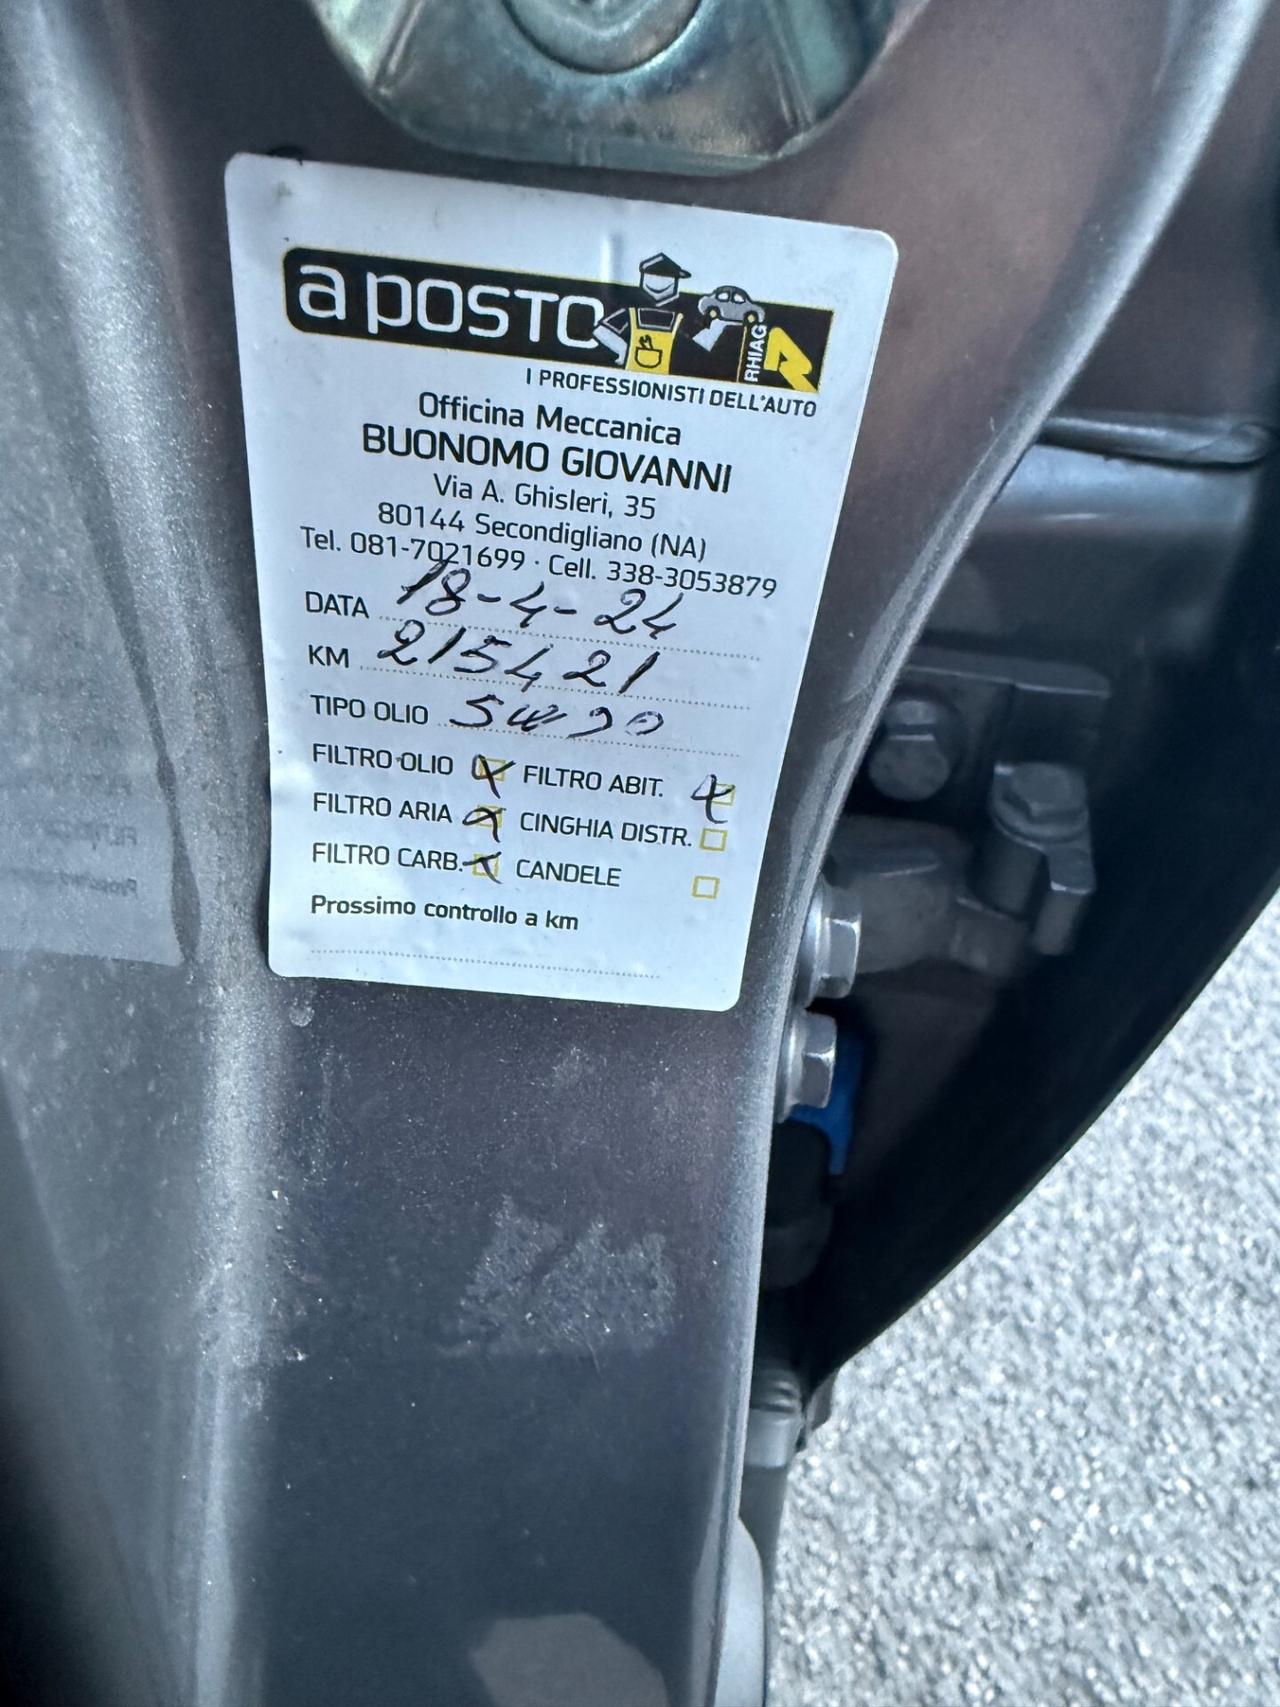 a posto
RHIAG
I PROFESSIONISTI DELL'AUTO
Officina Meccanica
BUONOMO GIOVANNI
Via A. Ghisleri, 35
80144 Secondigliano (NA)
Tel. 081-7021699 · Cell. 338-3053879
DATA 18-4-24
KM 215421
TIPO OLIO 5W30
FILTRO OLIO FILTRO ABIT.
FILTRO ARIA CINGHIA DISTR.
FILTRO CARB. CANDELE
Prossimo controllo a km